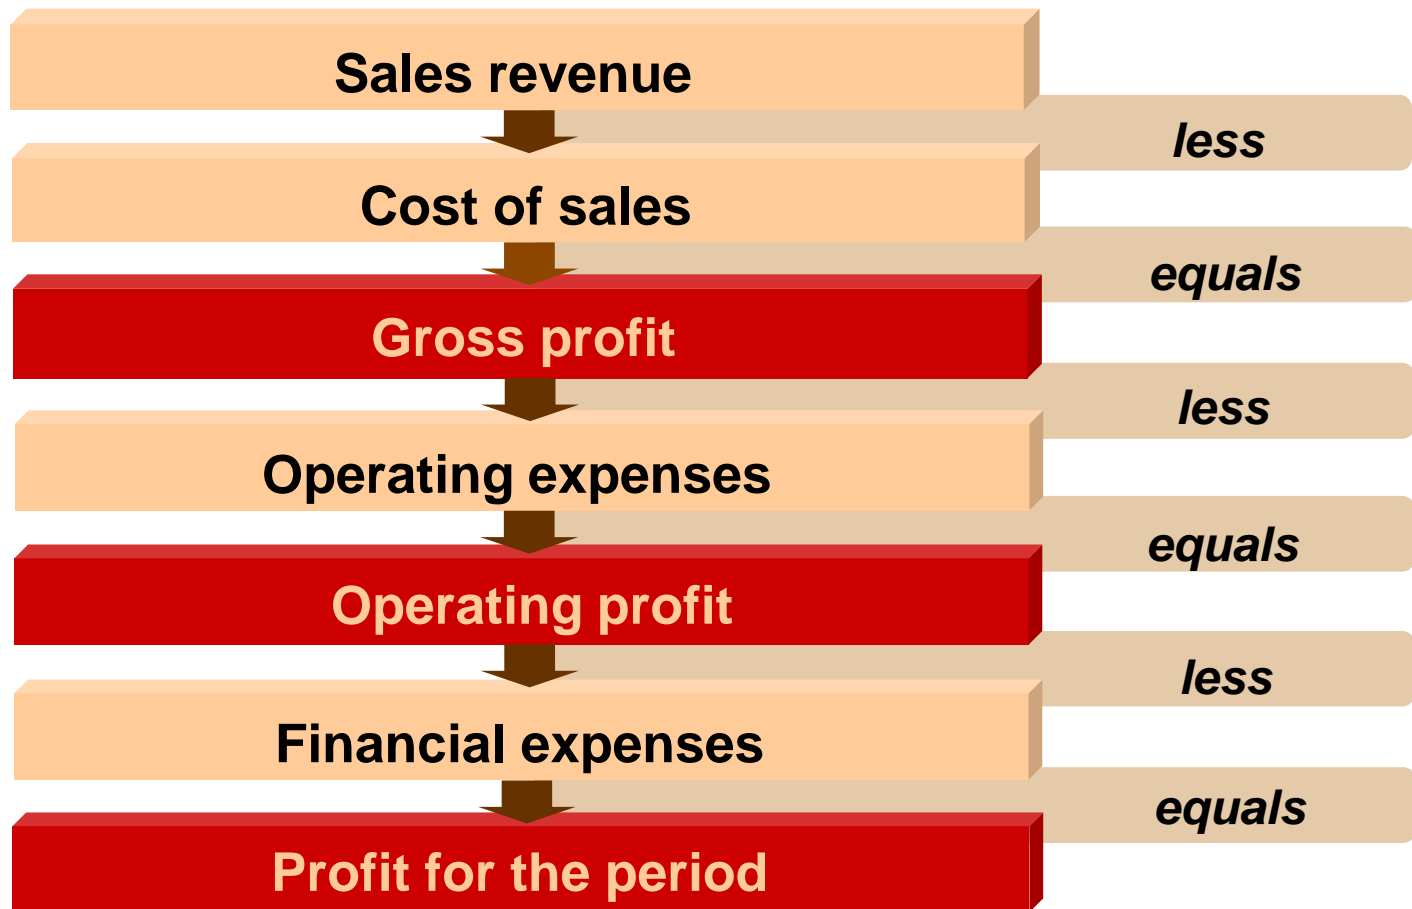 Sales revenue
less
Cost of sales
equals
Gross profit
less
Operating expenses
equals
Operating profit
less
Financial expenses
equals
Profit for the period